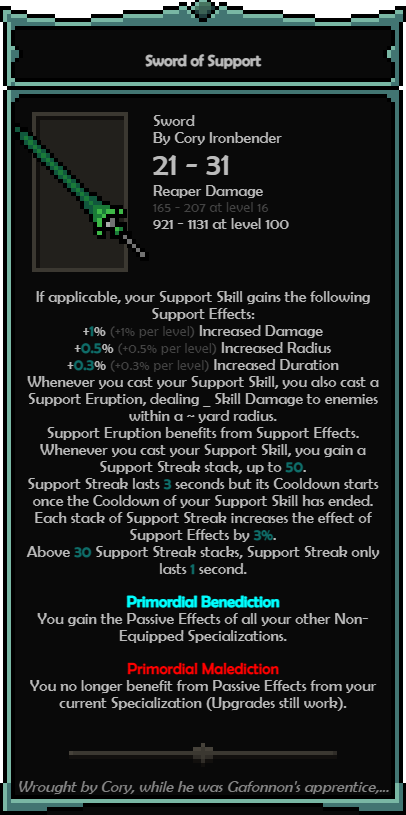 Sword of Support
Sword
By Cory Ironbender
21 - 31
Reaper Damage
165 - 207 at level 16
921 - 1131 at level 100
If applicable, your Support Skill gains the following
Support Effects:
+1% (+1% per level) Increased Damage
+0.5% (+0.5% per level) Increased Radius
+0.3% (+0.3% per level) Increased Duration
Whenever you cast your Support Skill, you also cast a
Support Eruption, dealing _ Skill Damage to enemies
within a ~ yard radius.
Support Eruption benefits from Support Effects.
Whenever you cast your Support Skill, you gain a
Support Streak stack, up to 50.
Support Streak lasts 3 seconds but its Cooldown starts
once the Cooldown of your Support Skill has ended.
Each stack of Support Streak increases the effect of
Support Effects by 3%.
Above 30 Support Streak stacks, Support Streak only
lasts 1 second.
Primordial Benediction
You gain the Passive Effects of all your other Non-
Equipped Specializations.
Primordial Malediction
You no longer benefit from Passive Effects from your
current Specialization (Upgrades still work).
Wrought by Cory, while he was Gafonnon's apprentice,...